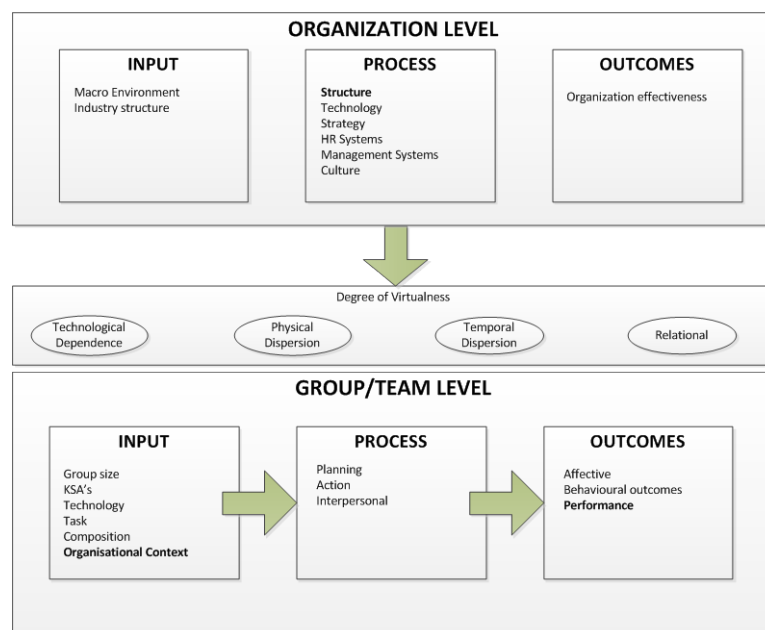 ORGANIZATION LEVEL
INPUT
Macro Environment
Industry structure
PROCESS
Structure
Technology
Strategy
HR Systems
Management Systems
Culture
OUTCOMES
Organization effectiveness
Degree of Virtualness
Technological
Dependence
Physical
Dispersion
Temporal
Dispersion
Relational
GROUP/TEAM LEVEL
INPUT
Group size
KSA's
Technology
Task
Composition
Organisational Context
PROCESS
Planning
Action
Interpersonal
OUTCOMES
Affective
Behavioural outcomes
Performance